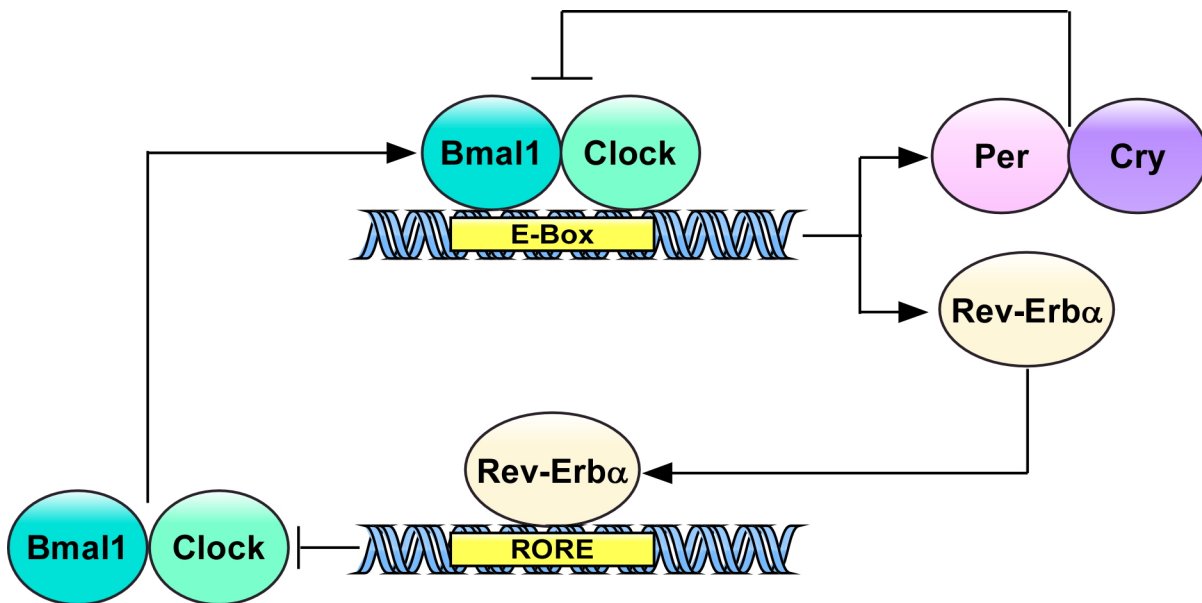 Bmal1
Clock
Per
Cry
E-Box
Rev-Erbα
Rev-Erbα
Bmal1
Clock
RORE